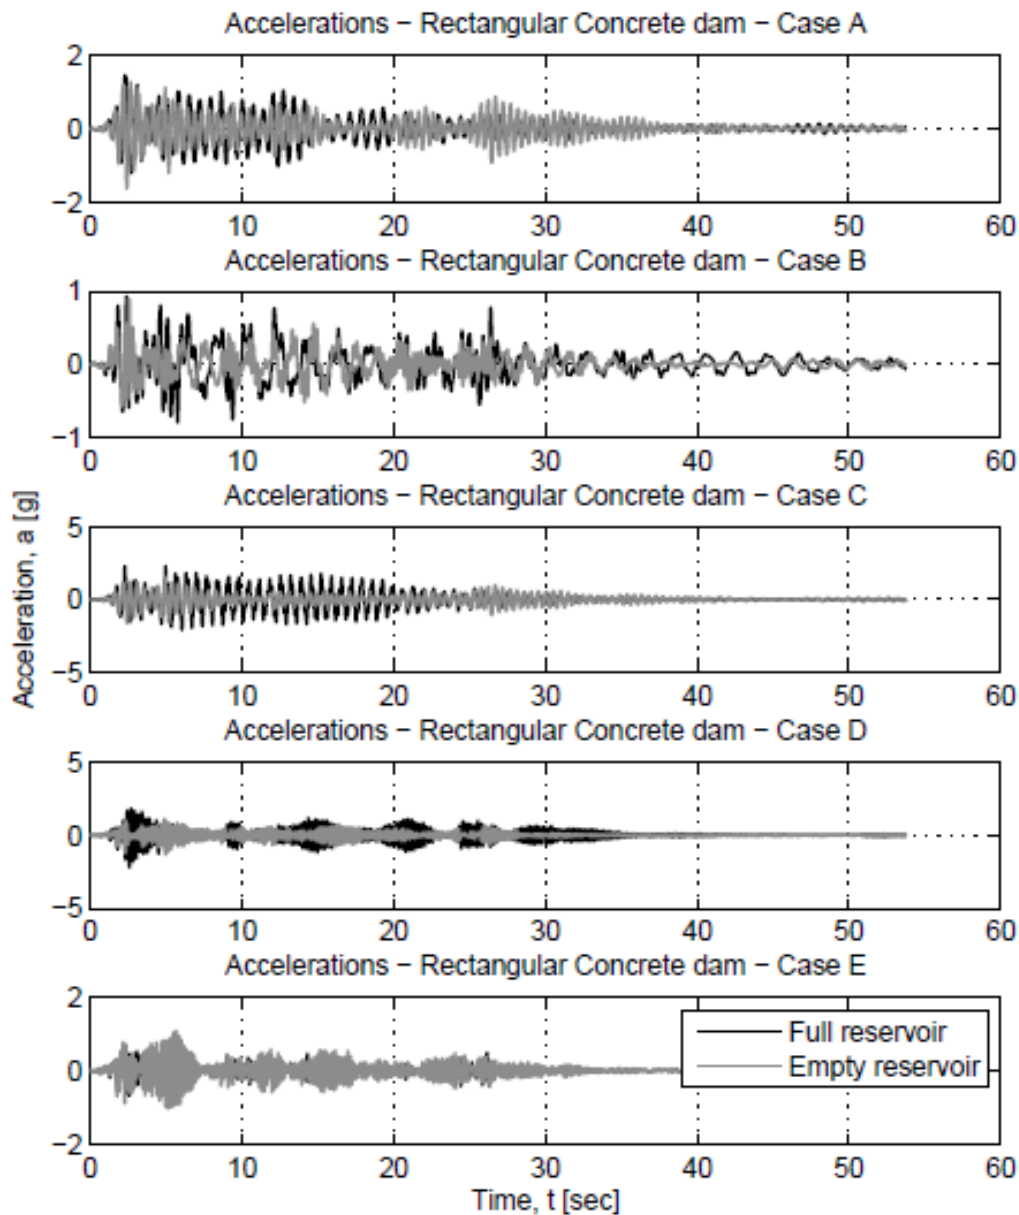 Accelerations − Rectangular Concrete dam − Case A
2
0
−2
0 10 20 30 40 50 60
Accelerations − Rectangular Concrete dam − Case B
1
0
−1
0 10 20 30 40 50 60
Accelerations − Rectangular Concrete dam − Case C
5
0
−5
0 10 20 30 40 50 60
Acceleration, a [g]
Accelerations − Rectangular Concrete dam − Case D
5
0
−5
0 10 20 30 40 50 60
Accelerations − Rectangular Concrete dam − Case E
2
0
−2
Full reservoir
Empty reservoir
0 10 20 30 40 50 60
Time, t [sec]